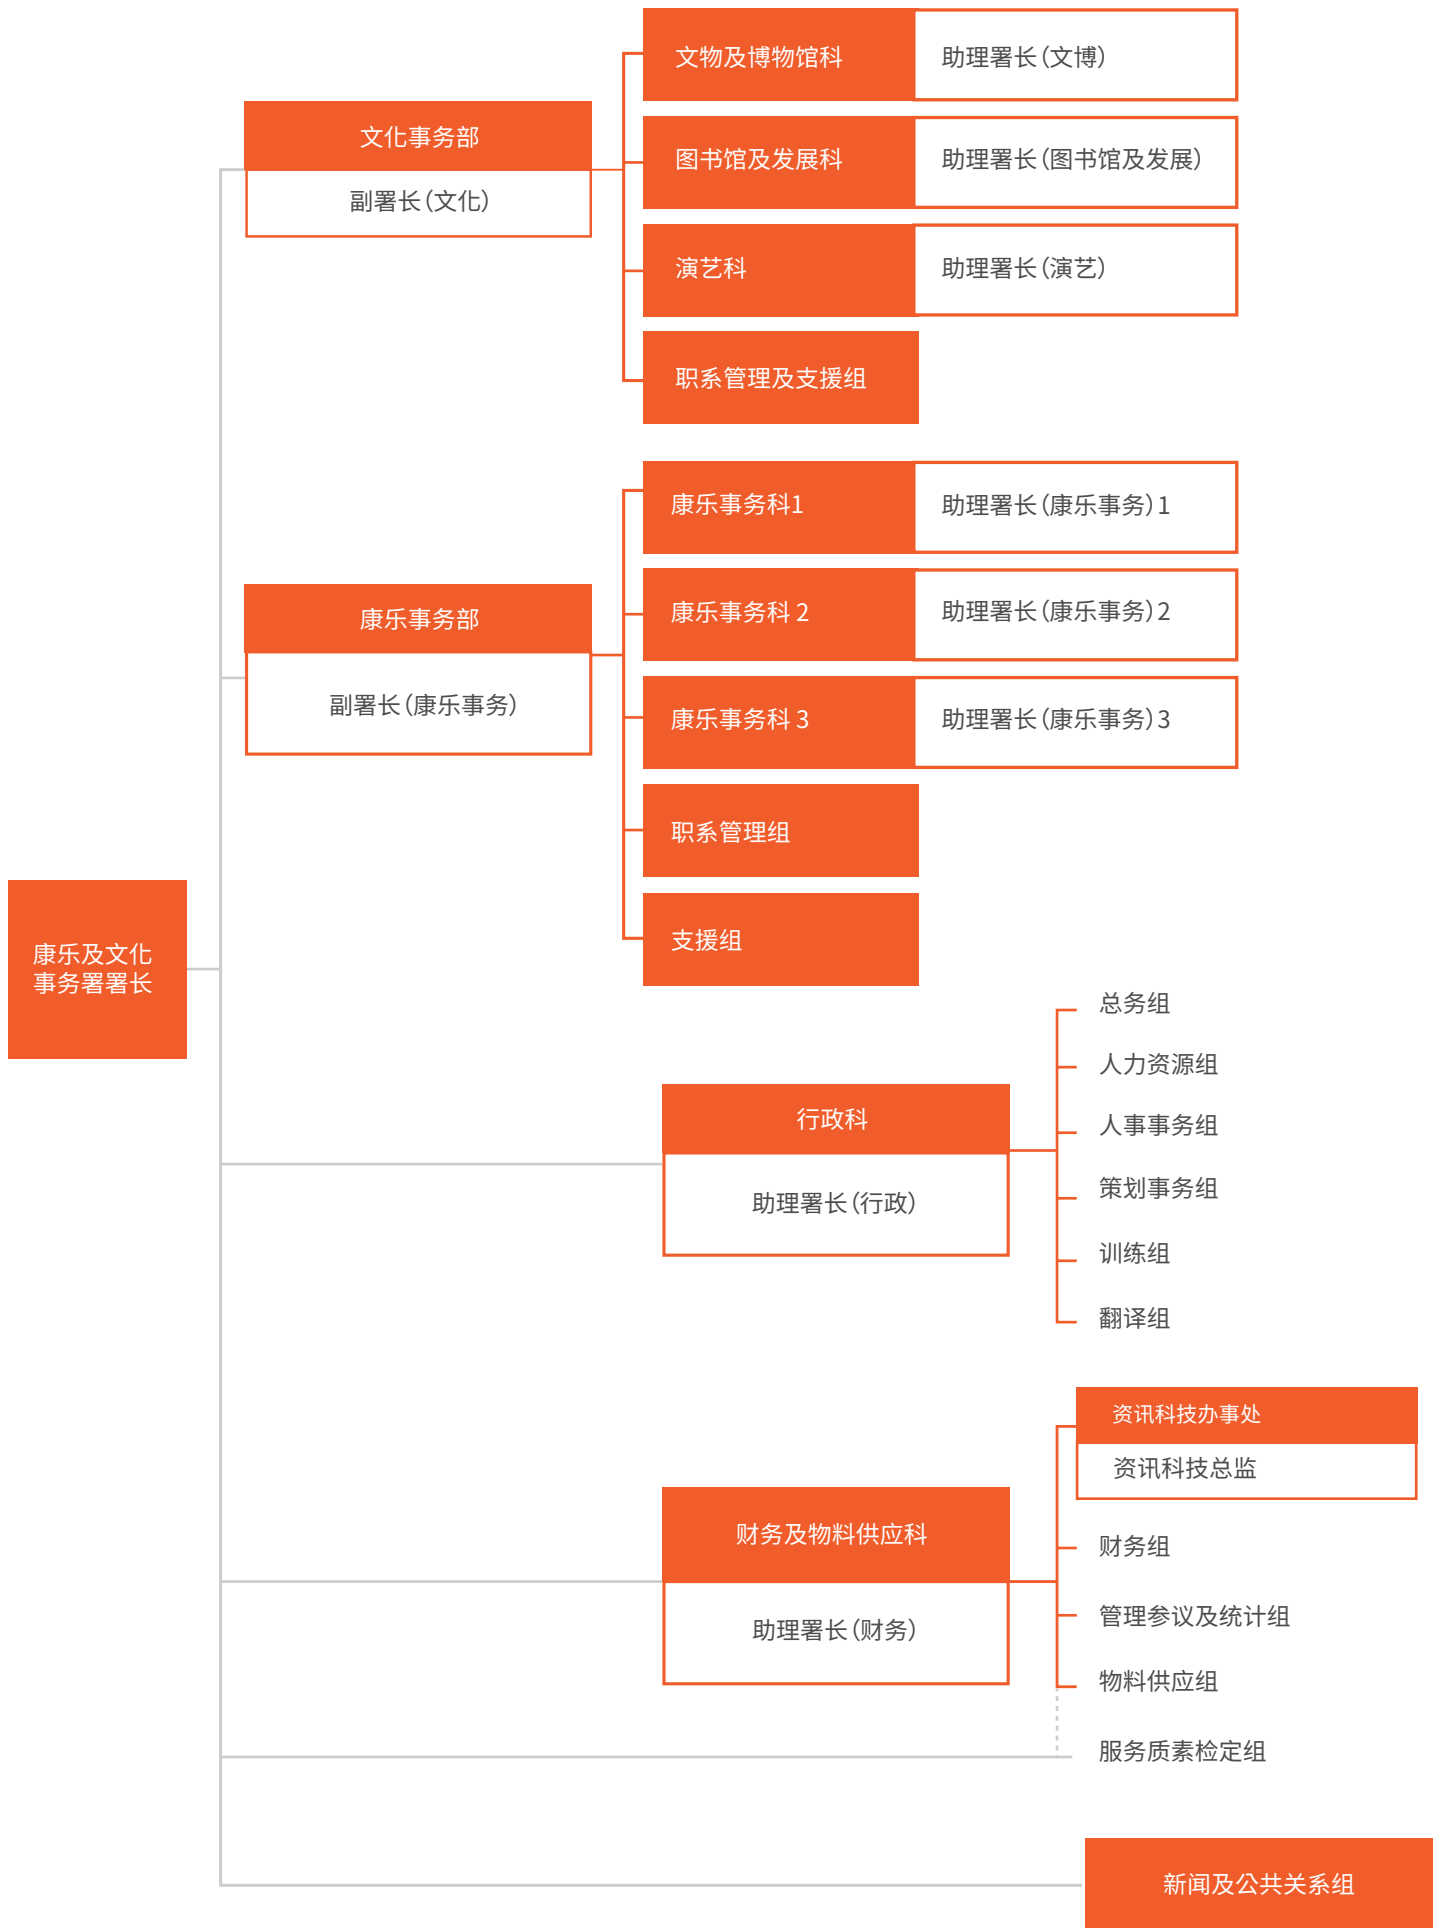 文物及博物馆科
助理署长(文博)
文化事务部
副署长(文化)
图书馆及发展科
助理署长(图书馆及发展)
演艺科
助理署长(演艺)
职系管理及支援组
康乐事务科1
助理署长(康乐事务)1
康乐事务部
副署长(康乐事务)
康乐事务科 2
助理署长(康乐事务)2
康乐事务科 3
助理署长(康乐事务)3
职系管理组
支援组
康乐及文化
事务署署长
行政科
助理署长(行政)
总务组
人力资源组
人事事务组
策划事务组
训练组
翻译组
财务及物料供应科
助理署长(财务)
资讯科技办事处
资讯科技总监
财务组
管理参议及统计组
物料供应组
服务质素检定组
新闻及公共关系组